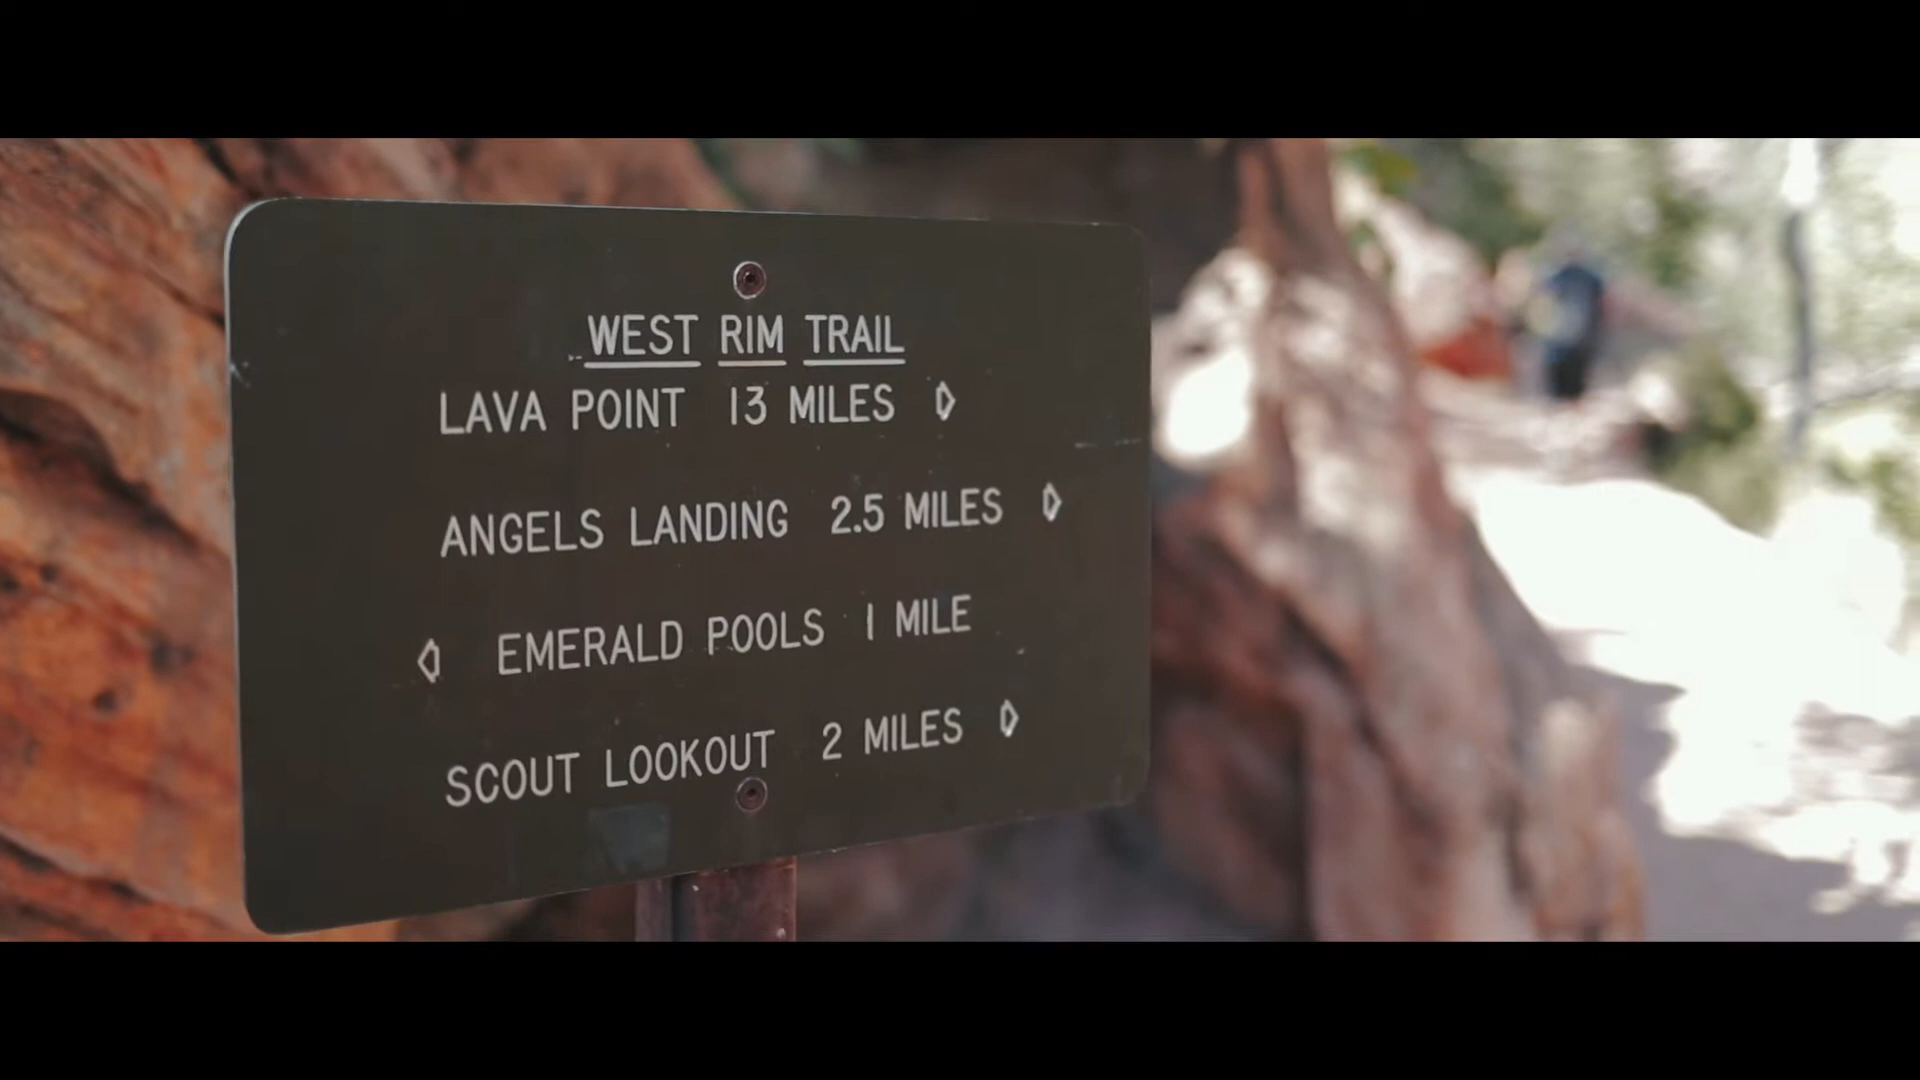 WEST RIM TRAIL
LAVA POINT 13 MILES
ANGELS LANDING 2.5 MILES
EMERALD POOLS 1 MILE
SCOUT LOOKOUT 2 MILES